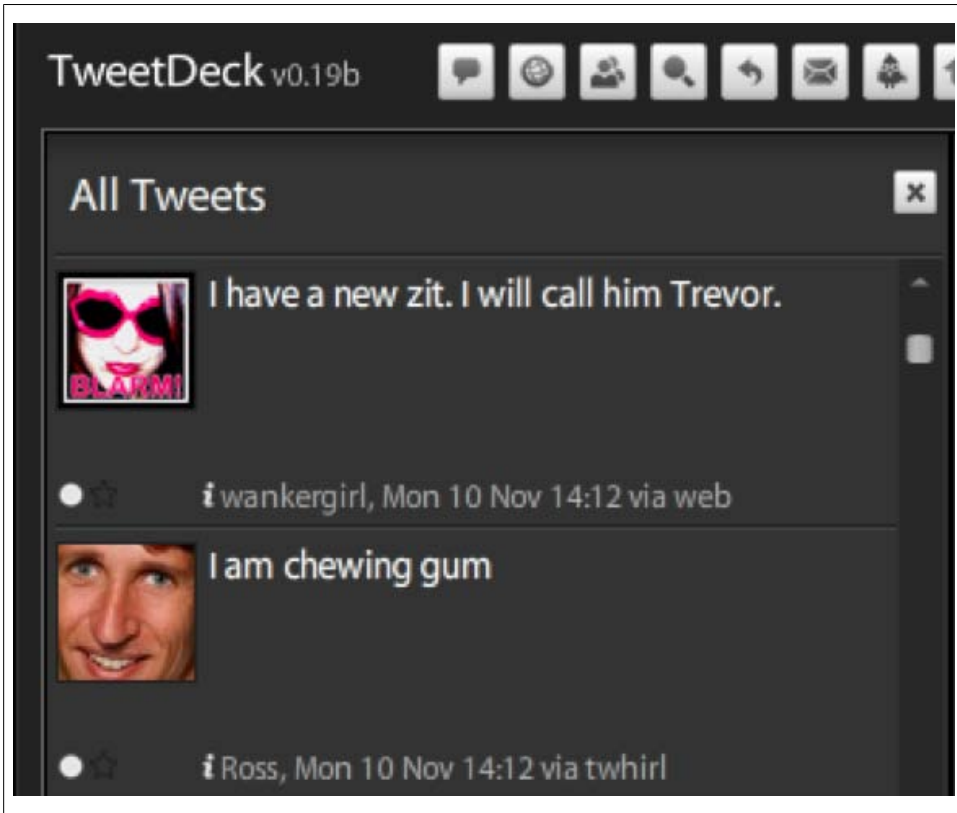 TweetDeck v0.19b
All Tweets
I have a new zit. I will call him Trevor.
BLARM!
i wankergirl, Mon 10 Nov 14:12 via web
I am chewing gum
i Ross, Mon 10 Nov 14:12 via twhirl